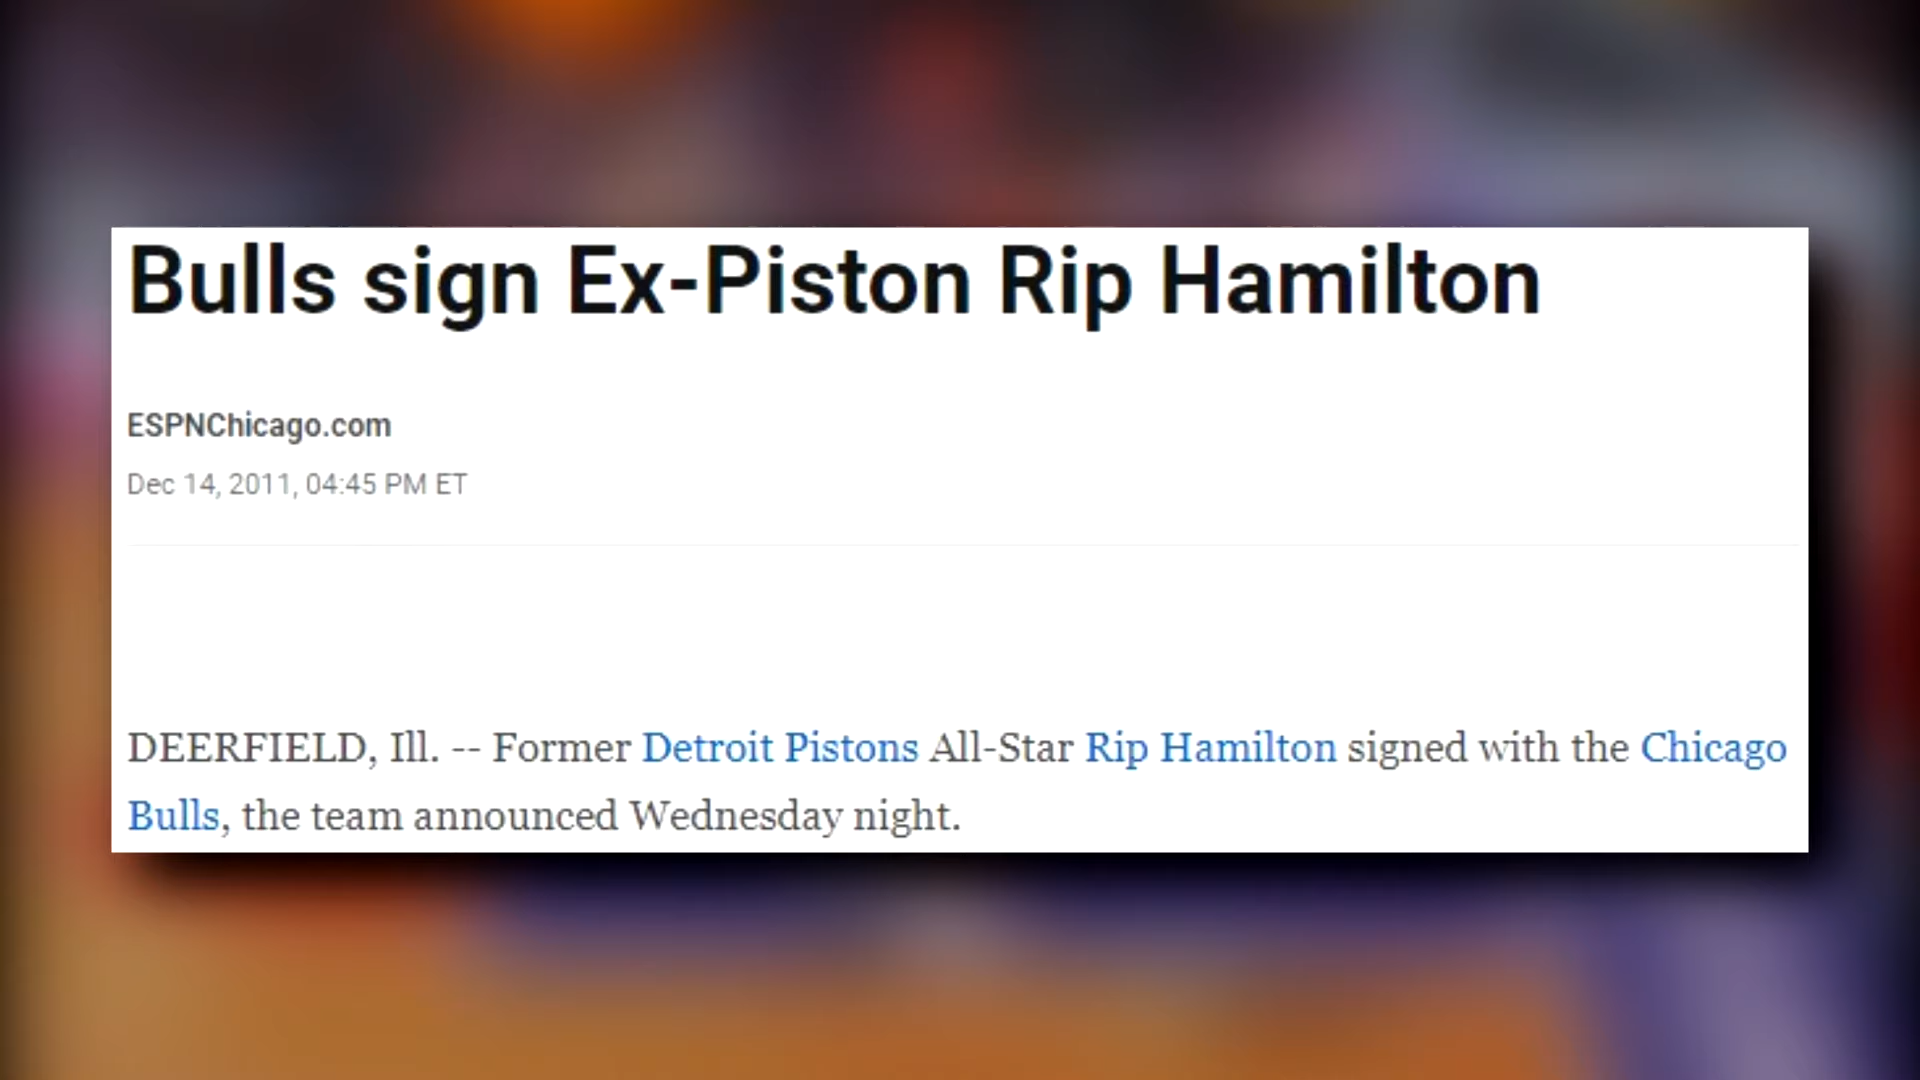 Bulls sign Ex-Piston Rip Hamilton
ESPNChicago.com
Dec 14, 2011, 04:45 PM ET
DEERFIELD, Ill. -- Former Detroit Pistons All-Star Rip Hamilton signed with the Chicago
Bulls, the team announced Wednesday night.